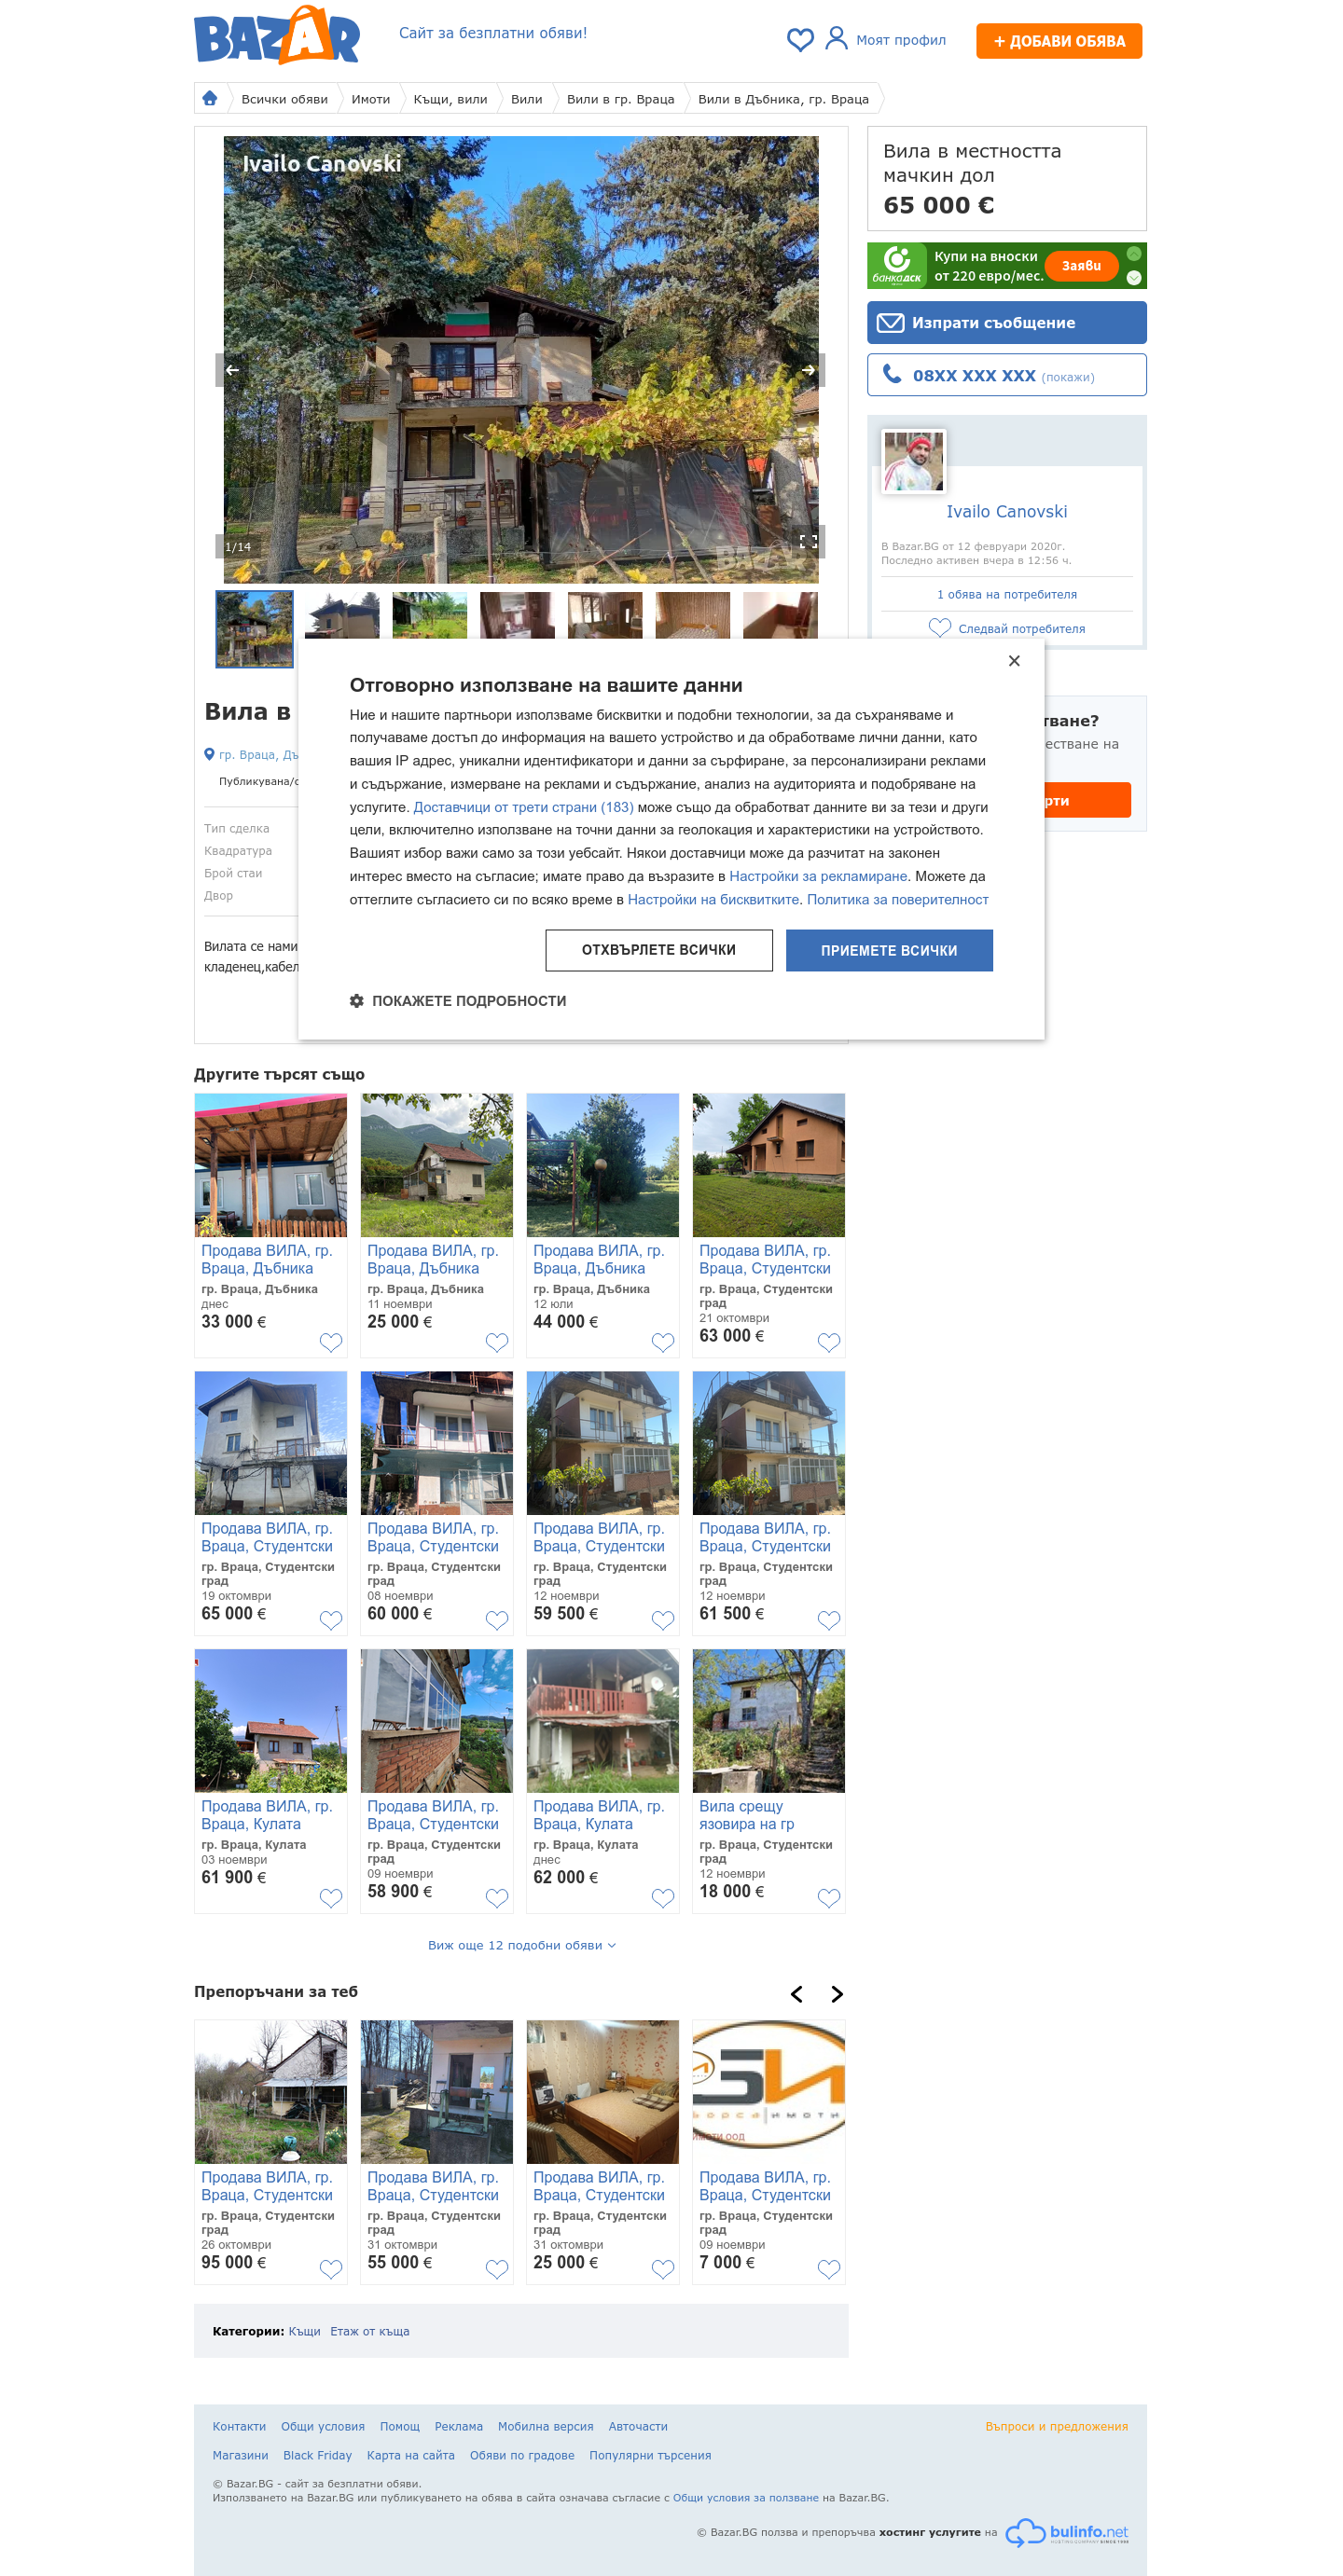 BAZAR
Сайт за безплатни обяви!
Моят профил
+ ДОБАВИ ОБЯВА
Всички обяви
Имоти
Къщи, вили
Вили
Вили в гр. Враца
Вили в Дъбника, гр. Враца
Ivailo Canovski
1/14
Вила в местността
мачкин дол
65 000 €
банкаДСК
Купи на вноски
от 220 евро/мес.
Заяви
Изпрати съобщение
08XX XXX XXX (покажи)
Ivailo Canovski
В Bazar.BG от 12 февруари 2020г.
Последно активен вчера в 12:56 ч.
1 обява на потребителя
Следвай потребителя
Вила в
гр. Враца, Дъ
Публикувана/
Тип сделка
Квадратура
Брой стаи
Двор
Вилата се нами
кладенец,кабел
Отговорно използване на вашите данни
Ние и нашите партньори използваме бисквитки и подобни технологии, за да съхраняваме и
получаваме достъп до информация на вашето устройство и да обработваме лични данни, като
вашия IP адрес, уникални идентификатори и данни за сърфиране, за персонализирани реклами
и съдържание, измерване на реклами и съдържание, анализ на аудиторията и подобряване на
услугите. Доставчици от трети страни (183) може също да обработват данните ви за тези и други
цели, включително използване на точни данни за геолокация и характеристики на устройството.
Вашият избор важи само за този уебсайт. Някои доставчици може да разчитат на законен
интерес вместо на съгласие; имате право да възразите в Настройки за рекламиране. Можете да
оттеглите съгласието си по всяко време в Настройки на бисквитките. Политика за поверителност
ОТХВЪРЛЕТЕ ВСИЧКИ
ПРИЕМЕТЕ ВСИЧКИ
ПОКАЖЕТЕ ПОДРОБНОСТИ
тване?
естване на
рти
Другите търсят също
Продава ВИЛА, гр.
Враца, Дъбника
гр. Враца, Дъбника
днес
33 000 €
Продава ВИЛА, гр.
Враца, Дъбника
гр. Враца, Дъбника
11 ноември
25 000 €
Продава ВИЛА, гр.
Враца, Дъбника
гр. Враца, Дъбника
12 юли
44 000 €
Продава ВИЛА, гр.
Враца, Студентски
гр. Враца, Студентски
град
21 октомври
63 000 €
Продава ВИЛА, гр.
Враца, Студентски
гр. Враца, Студентски
град
19 октомври
65 000 €
Продава ВИЛА, гр.
Враца, Студентски
гр. Враца, Студентски
град
08 ноември
60 000 €
Продава ВИЛА, гр.
Враца, Студентски
гр. Враца, Студентски
град
12 ноември
59 500 €
Продава ВИЛА, гр.
Враца, Студентски
гр. Враца, Студентски
град
12 ноември
61 500 €
Продава ВИЛА, гр.
Враца, Кулата
гр. Враца, Кулата
03 ноември
61 900 €
Продава ВИЛА, гр.
Враца, Студентски
гр. Враца, Студентски
град
09 ноември
58 900 €
Продава ВИЛА, гр.
Враца, Кулата
гр. Враца, Кулата
днес
62 000 €
Вила срещу
язовира на гр
гр. Враца, Студентски
град
12 ноември
18 000 €
Виж още 12 подобни обяви
Препоръчани за теб
Продава ВИЛА, гр.
Враца, Студентски
гр. Враца, Студентски
град
26 октомври
95 000 €
Продава ВИЛА, гр.
Враца, Студентски
гр. Враца, Студентски
град
31 октомври
55 000 €
Продава ВИЛА, гр.
Враца, Студентски
гр. Враца, Студентски
град
31 октомври
25 000 €
Продава ВИЛА, гр.
Враца, Студентски
гр. Враца, Студентски
град
09 ноември
7 000 €
Категории: Къщи Етаж от къща
Контакти Общи условия Помощ Реклама Мобилна версия Авточасти
Въпроси и предложения
Магазини Black Friday Карта на сайта Обяви по градове Популярни търсения
© Bazar.BG - сайт за безплатни обяви.
Използването на Bazar.BG или публикуването на обява в сайта означава съгласие с Общи условия за ползване на Bazar.BG.
© Bazar.BG ползва и препоръчва хостинг услугите на
bulinfo.net